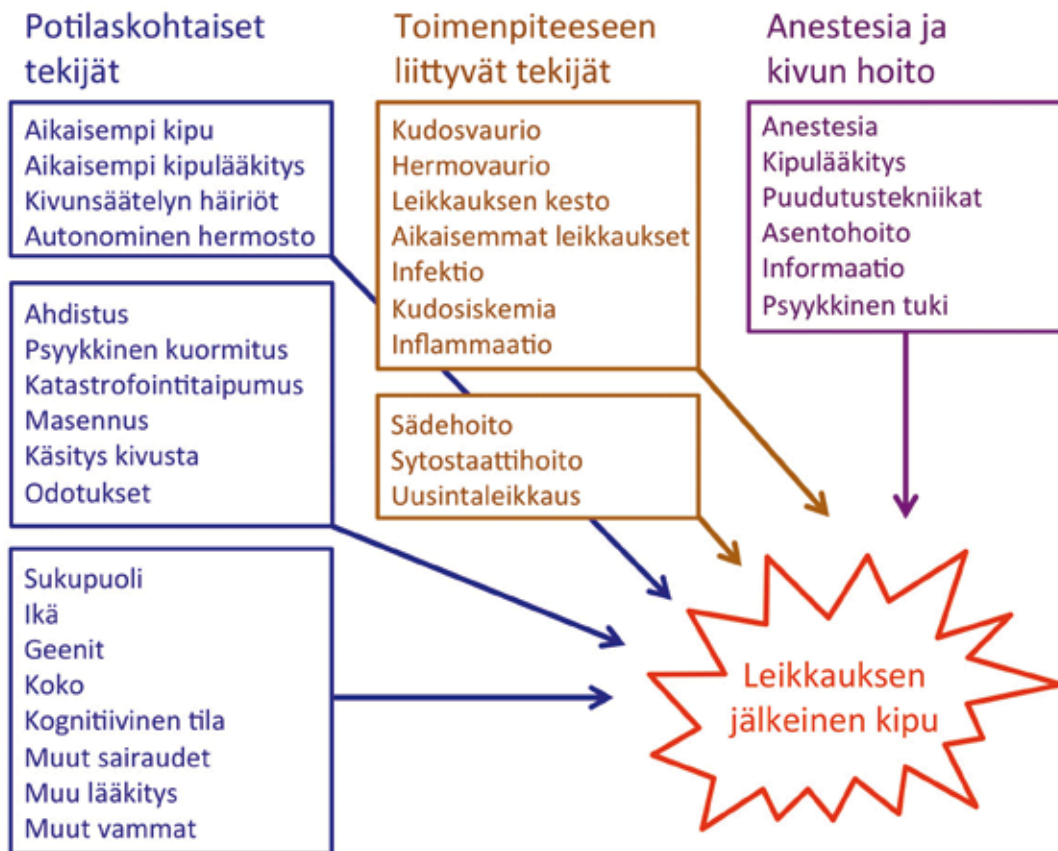 Potilaskohtaiset
tekijät
Aikaisempi kipu
Aikaisempi kipulääkitys
Kivunsäätelyn häiriöt
Autonominen hermosto
Ahdistus
Psyykkinen kuormitus
Katastrofointitaipumus
Masennus
Käsitys kivusta
Odotukset
Sukupuoli
Ikä
Geenit
Koko
Kognitiivinen tila
Muut sairaudet
Muu lääkitys
Muut vammat
Toimenpiteeseen
liittyvät tekijät
Kudosvaurio
Hermovaurio
Leikkauksen kesto
Aikaisemmat leikkaukset
Infektio
Kudosiskemia
Inflammaatio
Sädehoito
Sytostaattihoito
Uusintaleikkaus
Anestesia ja
kivun hoito
Anestesia
Kipulääkitys
Puudutustekniikat
Asentohoito
Informaatio
Psyykkinen tuki
Leikkauksen
jälkeinen kipu